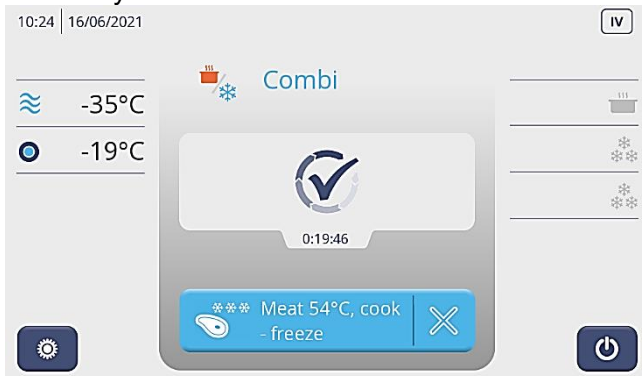 10:24 16/06/2021
IV
Combi
-35°C
-19°C
0:19:46
Meat 54°C, cook
- freeze